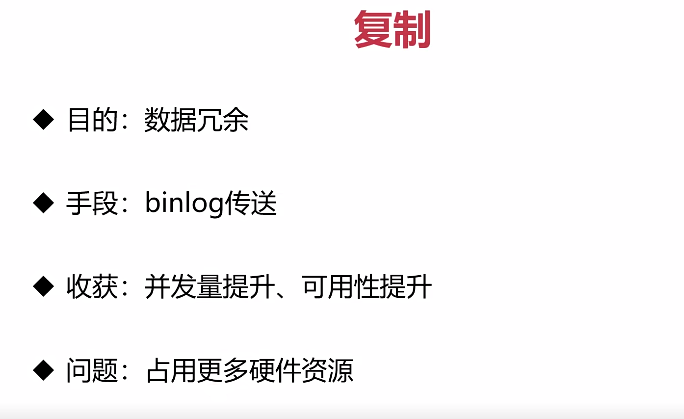 复制
◆ 目的：数据冗余
◆ 手段：binlog传送
◆ 收获：并发量提升、可用性提升
◆ 问题：占用更多硬件资源